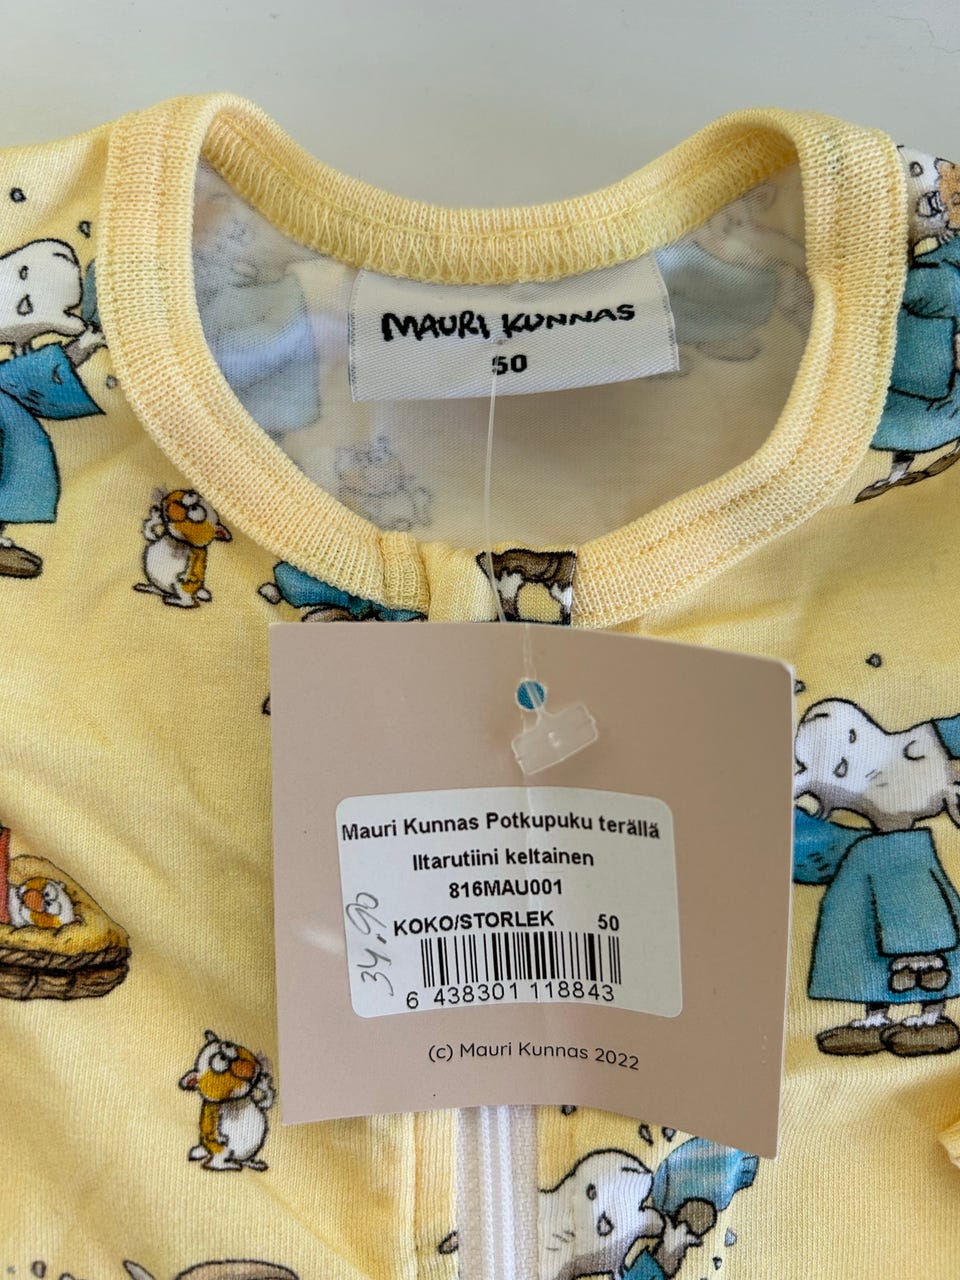 MAURI KUNNAS
50
Mauri Kunnas Potkupuku terällä
Iltarutiini keltainen
816MAU001
KOKO/STORLEK 50
34,90
6 438301 118843
(c) Mauri Kunnas 2022